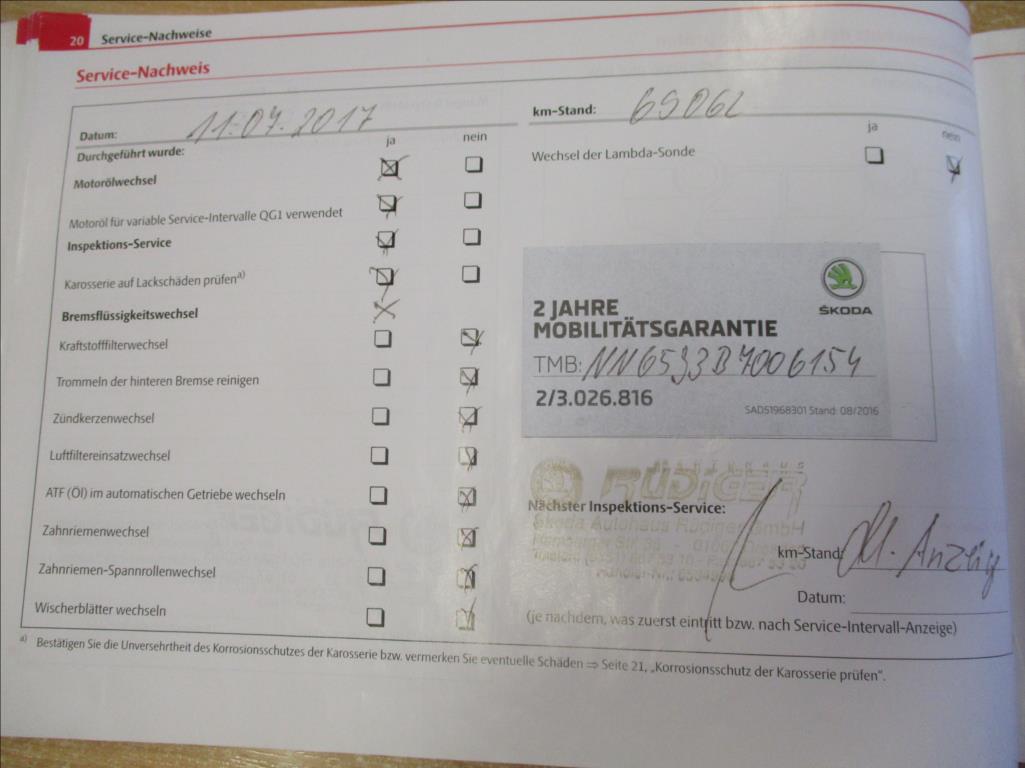 20 Service-Nachweise
Service-Nachweis
Datum: 11.07.2017
km-Stand: 65062
ja nein
Durchgeführt wurde:
Motorölwechsel
Motoröl für variable Service-Intervalle QG1 verwendet
Inspektions-Service
Karosserie auf Lackschäden prüfen a)
Bremsflüssigkeitswechsel
Kraftstofffilterwechsel
Trommeln der hinteren Bremse reinigen
Zündkerzenwechsel
Luftfiltereinsatzwechsel
ATF (Öl) im automatischen Getriebe wechseln
Zahnriemenwechsel
Zahnriemen-Spannrollenwechsel
Wischerblätter wechseln
ja nein
Wechsel der Lambda-Sonde
ŠKODA
2 JAHRE
MOBILITÄTSGARANTIE
TMB: NN6533B7006154
2/3.026.816
SAD51968301 Stand: 08/2016
AUTOHAUS
RÜDIGER
Nächster Inspektions-Service:
Skoda Autohaus Rüdiger GmbH
km-Stand: lt. Anzeig
Datum:
(je nachdem, was zuerst eintritt bzw. nach Service-Intervall-Anzeige)
a) Bestätigen Sie die Unversehrtheit des Korrosionsschutzes der Karosserie bzw. vermerken Sie eventuelle Schäden ⇒ Seite 21, „Korrosionsschutz der Karosserie prüfen“.